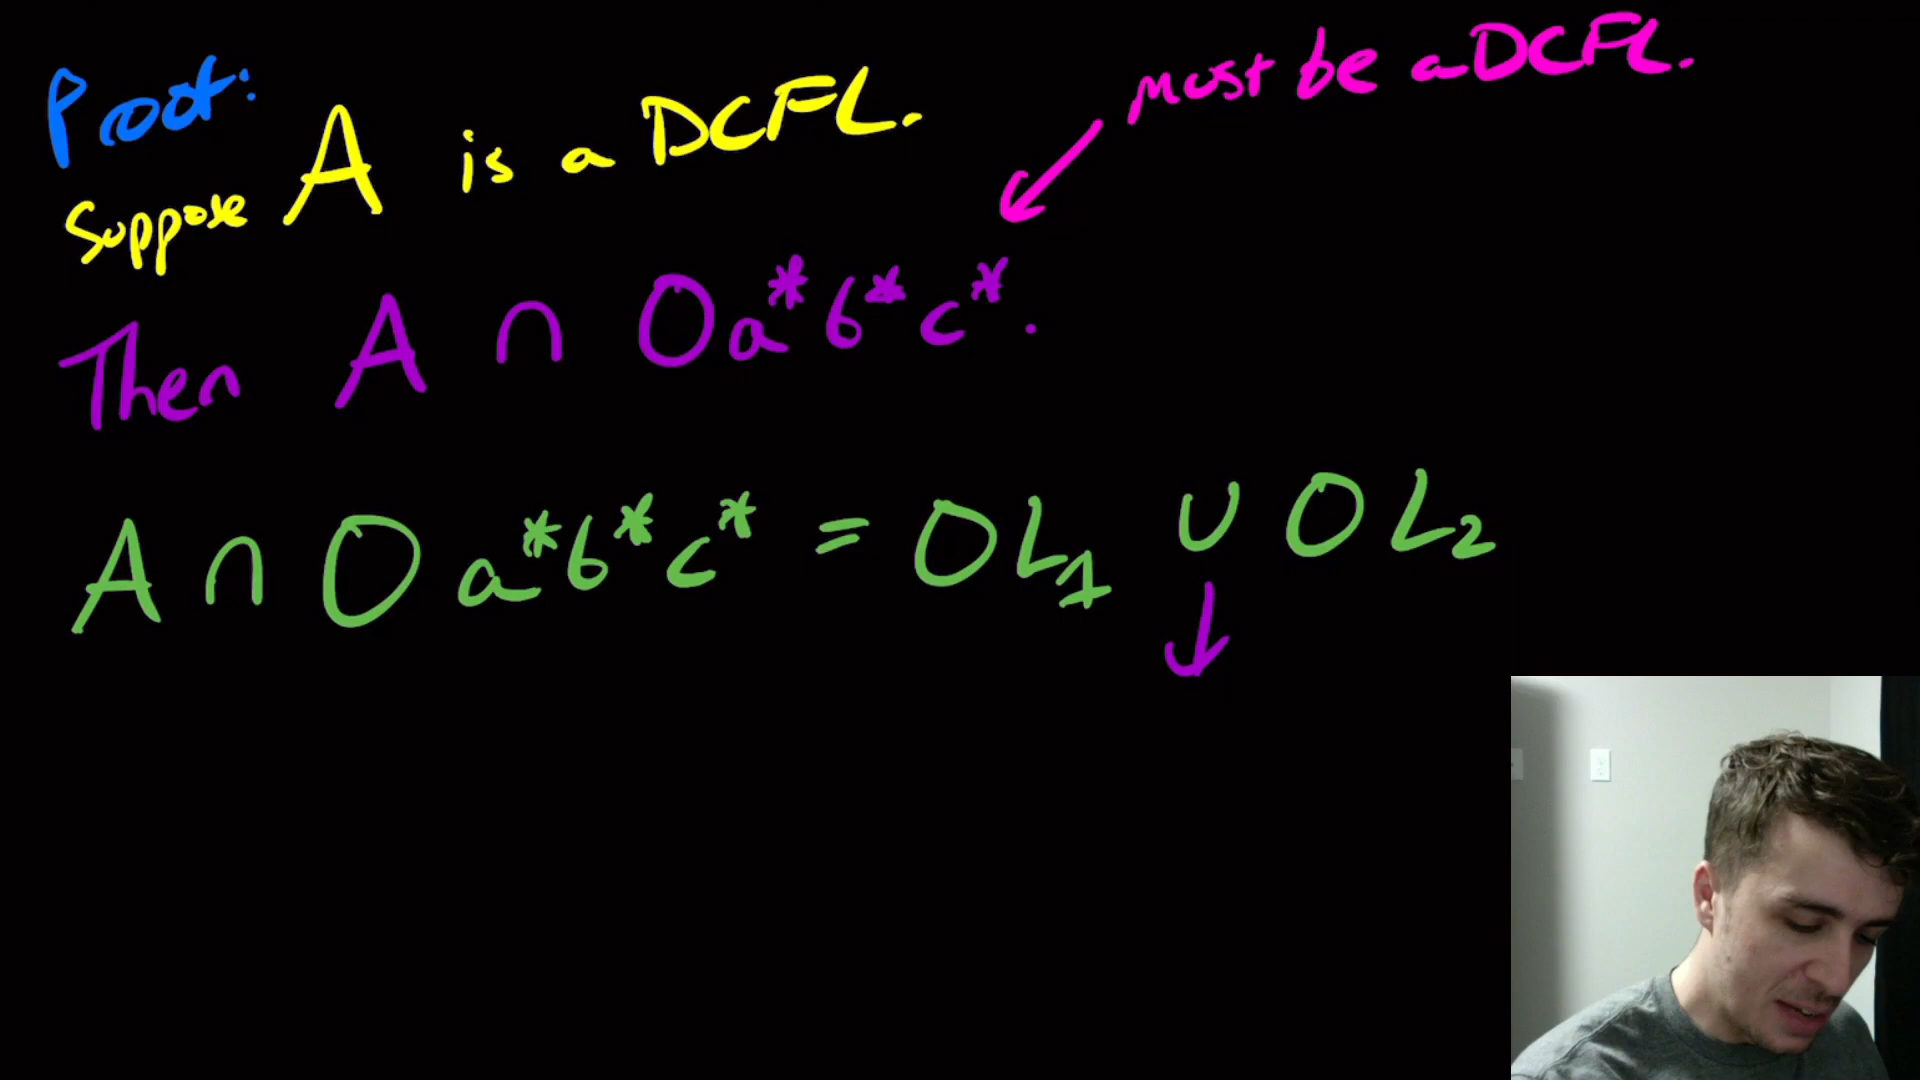 Proof:
must be a DCFL.
Suppose A is a DCFL.
Then A ∩ 0a*b*c*.
A ∩ 0a*b*c* = 0L₁ ∪ 0L₂